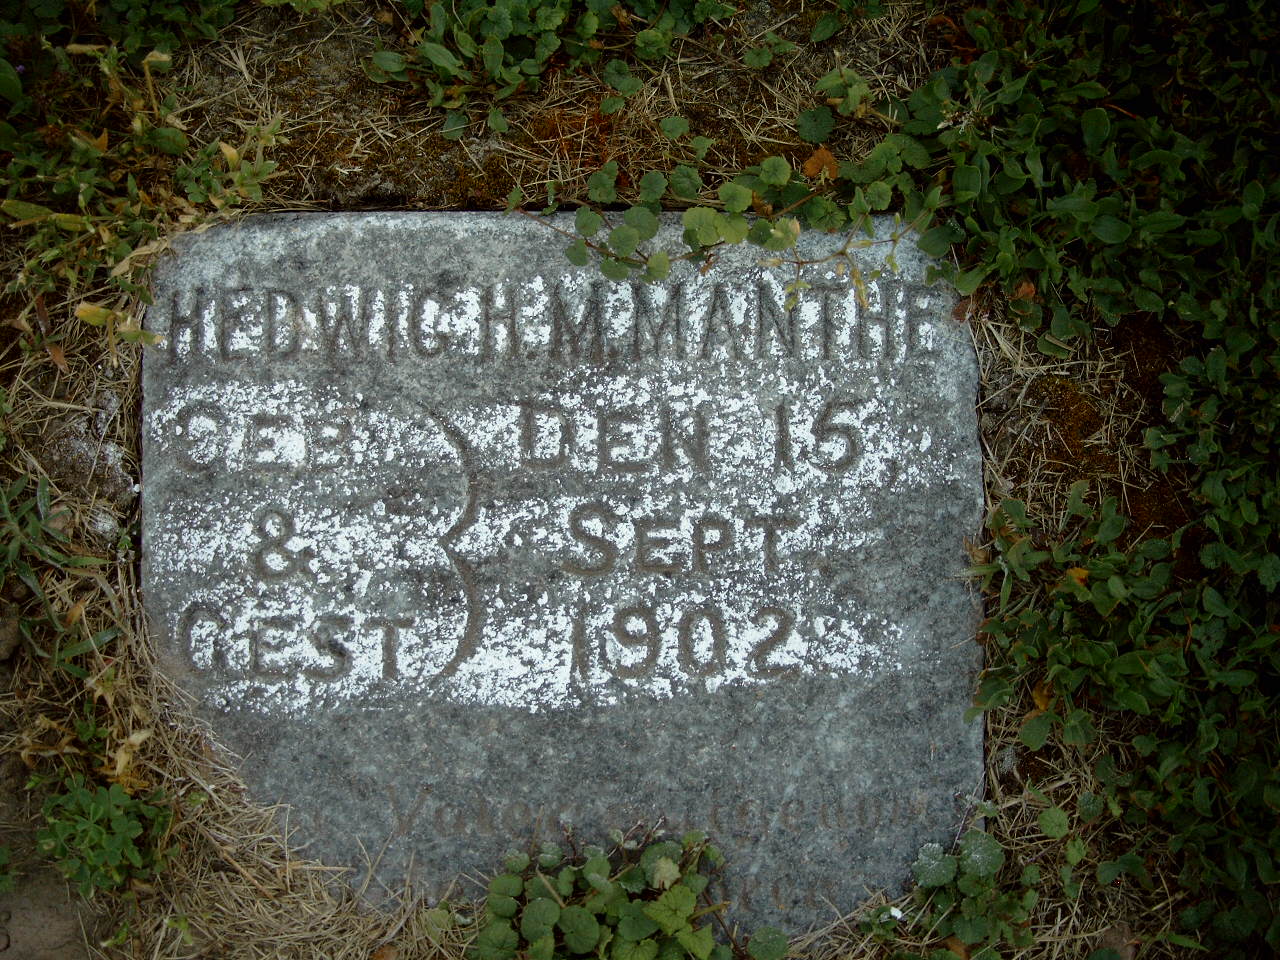 HEDWIG H. M. MANTHE
GEB. } DEN 15,
& } SEPT.
GEST } 1902